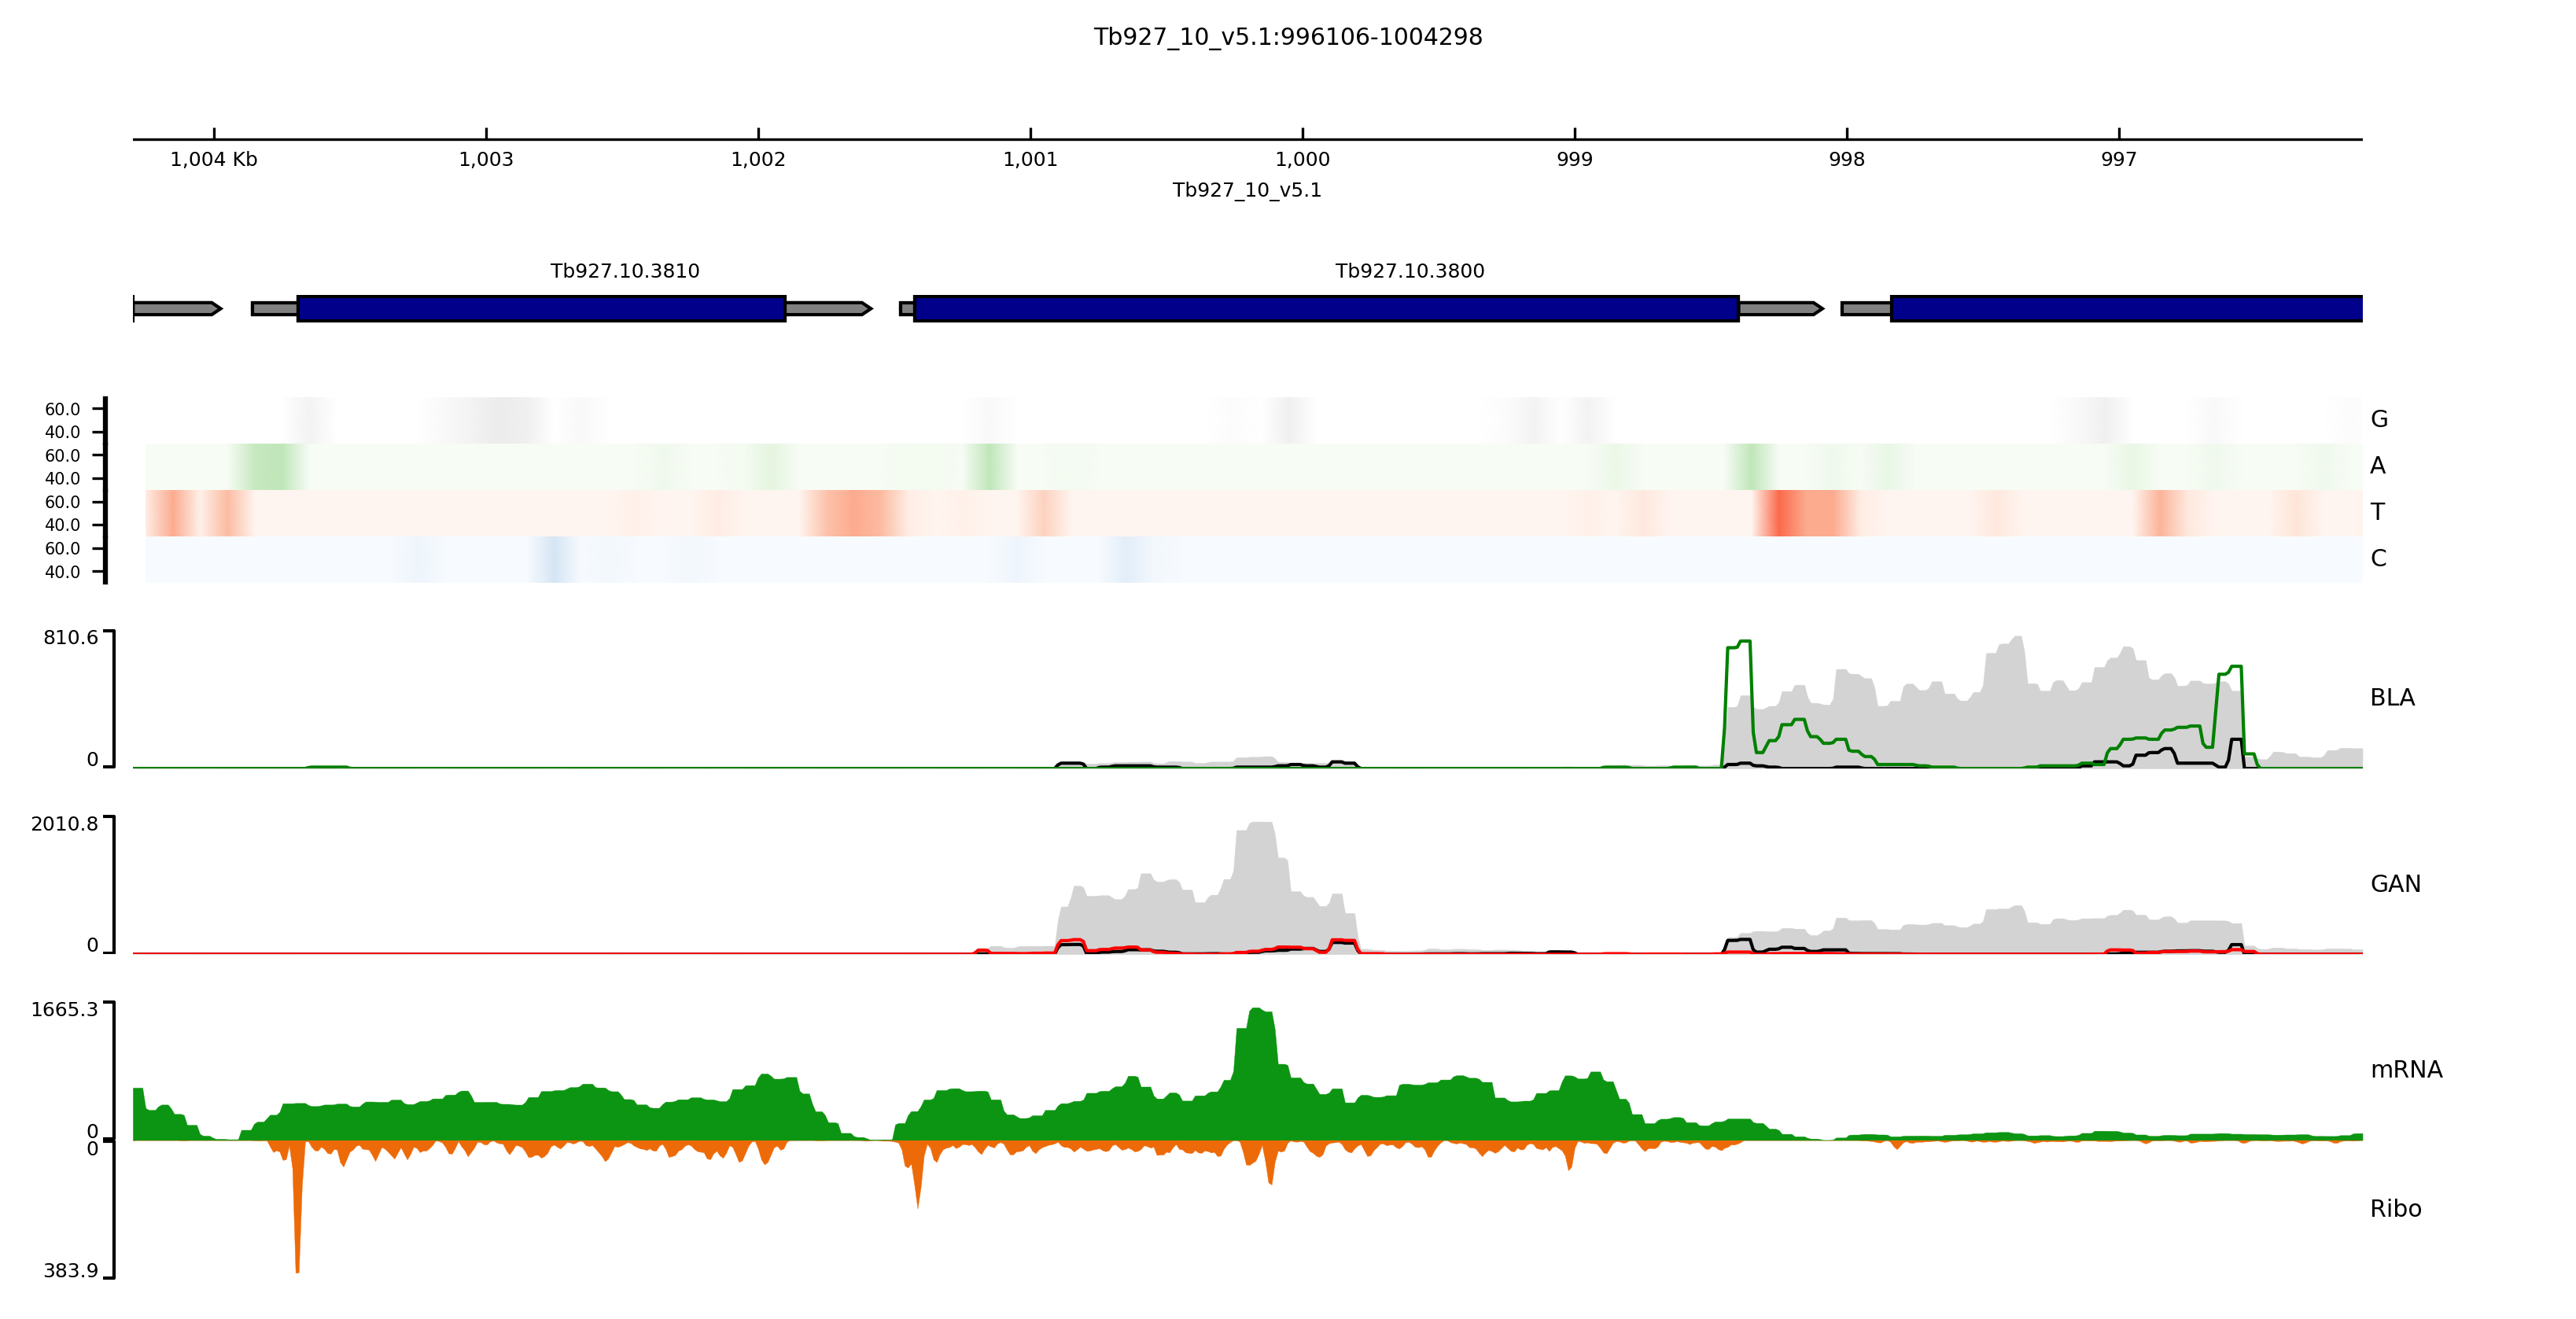 Tb927_10_v5.1:996106-1004298
1,004 Kb 1,003 1,002 1,001 1,000 999 998 997
Tb927_10_v5.1
Tb927.10.3810 Tb927.10.3800
60.0
40.0
G
60.0
40.0
A
60.0
40.0
T
60.0
40.0
C
810.6
0
BLA
2010.8
0
GAN
1665.3
0
mRNA
0
383.9
Ribo